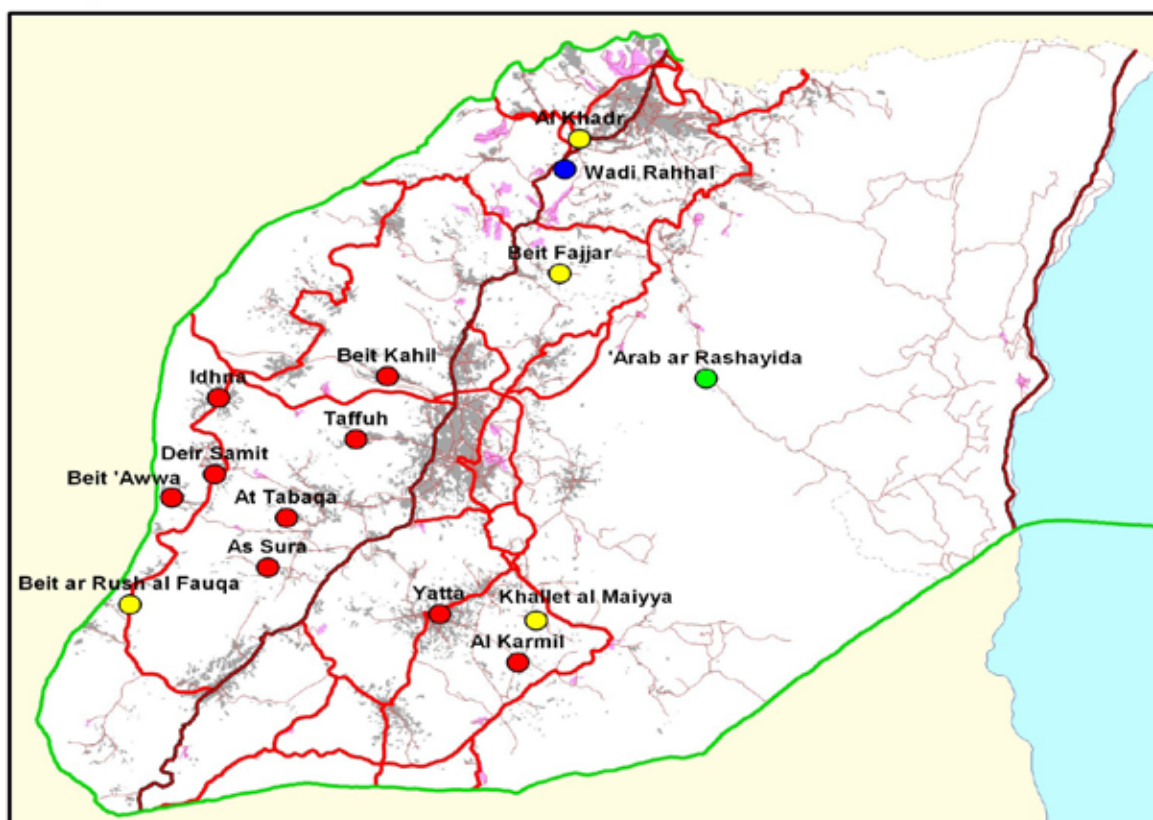 Al Khadr
Wadi Rahhal
Beit Fajjar
Beit Kahil
'Arab ar Rashayida
Idhna
Taffuh
Deir Samit
Beit 'Awwa
At Tabaqa
As Sura
Beit ar Rush al Fauqa
Yatta
Khallet al Maiyya
Al Karmil